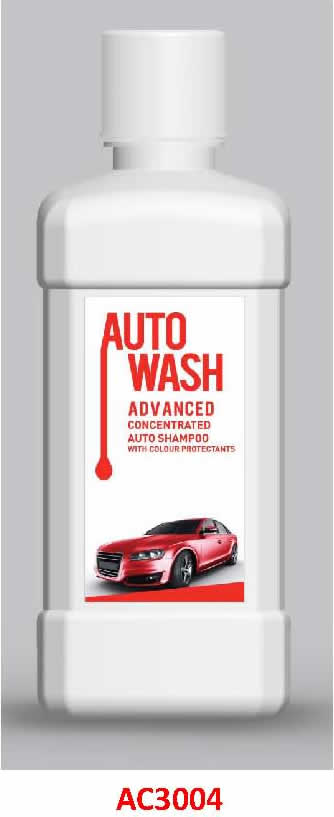 AUTO
WASH
ADVANCED
CONCENTRATED
AUTO SHAMPOO
WITH COLOUR PROTECTANTS
AC3004